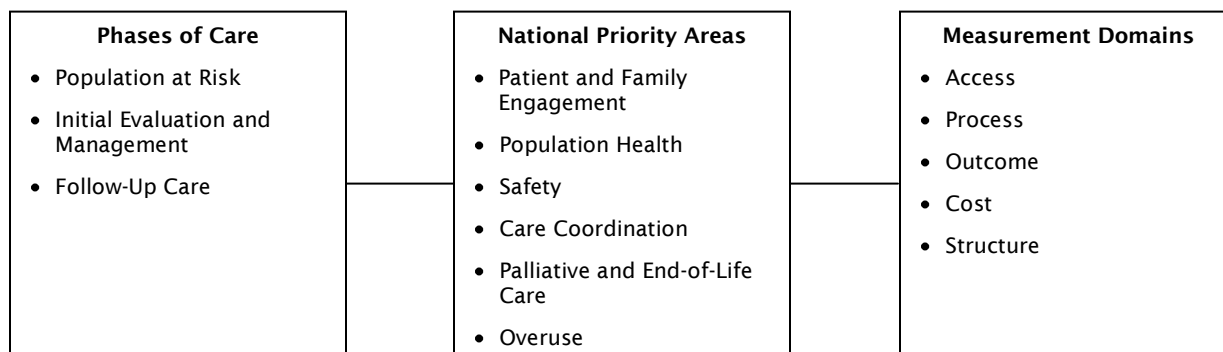 Phases of Care
• Population at Risk
• Initial Evaluation and
Management
• Follow-Up Care
National Priority Areas
• Patient and Family
Engagement
• Population Health
• Safety
• Care Coordination
• Palliative and End-of-Life
Care
• Overuse
Measurement Domains
• Access
• Process
• Outcome
• Cost
• Structure